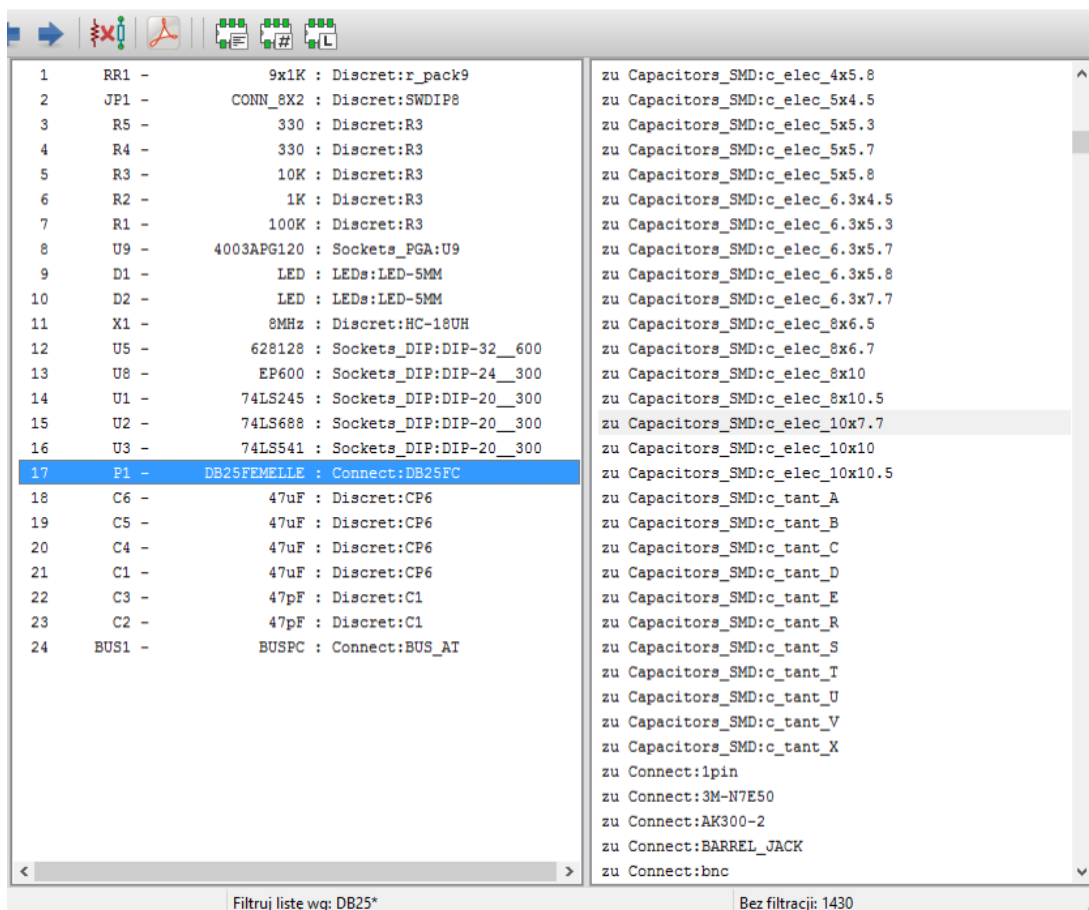 1 RR1 - 9x1K : Discret:r_pack9
2 JP1 - CONN_8X2 : Discret:SWDIP8
3 R5 - 330 : Discret:R3
4 R4 - 330 : Discret:R3
5 R3 - 10K : Discret:R3
6 R2 - 1K : Discret:R3
7 R1 - 100K : Discret:R3
8 U9 - 4003APG120 : Sockets_PGA:U9
9 D1 - LED : LEDs:LED-5MM
10 D2 - LED : LEDs:LED-5MM
11 X1 - 8MHz : Discret:HC-18UH
12 U5 - 628128 : Sockets_DIP:DIP-32__600
13 U8 - EP600 : Sockets_DIP:DIP-24__300
14 U1 - 74LS245 : Sockets_DIP:DIP-20__300
15 U2 - 74LS688 : Sockets_DIP:DIP-20__300
16 U3 - 74LS541 : Sockets_DIP:DIP-20__300
17 P1 - DB25FEMELLE : Connect:DB25FC
18 C6 - 47uF : Discret:CP6
19 C5 - 47uF : Discret:CP6
20 C4 - 47uF : Discret:CP6
21 C1 - 47uF : Discret:CP6
22 C3 - 47pF : Discret:C1
23 C2 - 47pF : Discret:C1
24 BUS1 - BUSPC : Connect:BUS_AT
zu Capacitors_SMD:c_elec_4x5.8
zu Capacitors_SMD:c_elec_5x4.5
zu Capacitors_SMD:c_elec_5x5.3
zu Capacitors_SMD:c_elec_5x5.7
zu Capacitors_SMD:c_elec_5x5.8
zu Capacitors_SMD:c_elec_6.3x4.5
zu Capacitors_SMD:c_elec_6.3x5.3
zu Capacitors_SMD:c_elec_6.3x5.7
zu Capacitors_SMD:c_elec_6.3x5.8
zu Capacitors_SMD:c_elec_6.3x7.7
zu Capacitors_SMD:c_elec_8x6.5
zu Capacitors_SMD:c_elec_8x6.7
zu Capacitors_SMD:c_elec_8x10
zu Capacitors_SMD:c_elec_8x10.5
zu Capacitors_SMD:c_elec_10x7.7
zu Capacitors_SMD:c_elec_10x10
zu Capacitors_SMD:c_elec_10x10.5
zu Capacitors_SMD:c_tant_A
zu Capacitors_SMD:c_tant_B
zu Capacitors_SMD:c_tant_C
zu Capacitors_SMD:c_tant_D
zu Capacitors_SMD:c_tant_E
zu Capacitors_SMD:c_tant_R
zu Capacitors_SMD:c_tant_S
zu Capacitors_SMD:c_tant_T
zu Capacitors_SMD:c_tant_U
zu Capacitors_SMD:c_tant_V
zu Capacitors_SMD:c_tant_X
zu Connect:1pin
zu Connect:3M-N7E50
zu Connect:AK300-2
zu Connect:BARREL_JACK
zu Connect:bnc
Filtruj listę wg: DB25*
Bez filtracji: 1430